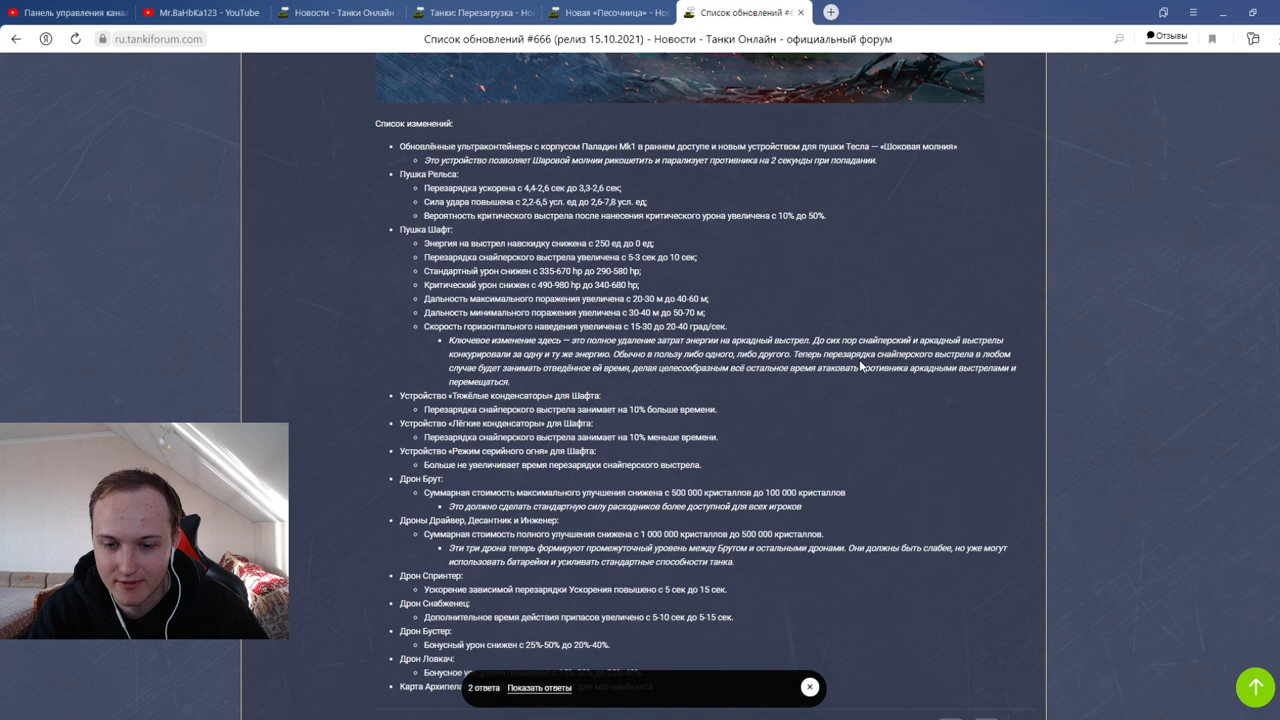 Панель управления кана
Mr.BaHbKa123 - YouTube
Новости - Танки Онлайн
Танки: Перезагрузка - Но
Новая «Песочница» - Но
Список обновлений #6
ru.tankiforum.com
Список обновлений #666 (релиз 15.10.2021) - Новости - Танки Онлайн - официальный форум
Отзывы
Список изменений:
Обновлённые ультраконтейнеры с корпусом Паладин Mk1 в раннем доступе и новым устройством для пушки Тесла — «Шоковая молния»
Это устройство позволяет Шаровой молнии рикошетить и парализует противника на 2 секунды при попадании.
Пушка Рельса:
Перезарядка ускорена с 4,4-2,6 сек до 3,3-2,6 сек;
Сила удара повышена с 2,2-6,5 усл. ед до 2,6-7,8 усл. ед;
Вероятность критического выстрела после нанесения критического урона увеличена с 10% до 50%.
Пушка Шафт:
Энергия на выстрел навскидку снижена с 250 ед до 0 ед;
Перезарядка снайперского выстрела увеличена с 5-3 сек до 10 сек;
Стандартный урон снижен с 335-670 hp до 290-580 hp;
Критический урон снижен с 490-980 hp до 340-680 hp;
Дальность максимального поражения увеличена с 20-30 м до 40-60 м;
Дальность минимального поражения увеличена с 30-40 м до 50-70 м;
Скорость горизонтального наведения увеличена с 15-30 до 20-40 град/сек.
Ключевое изменение здесь — это полное удаление затрат энергии на аркадный выстрел. До сих пор снайперский и аркадный выстрелы
конкурировали за одну и ту же энергию. Обычно в пользу либо одного, либо другого. Теперь перезарядка снайперского выстрела в любом
случае будет занимать отведённое ей время, делая целесообразным всё остальное время атаковать противника аркадными выстрелами и
перемещаться.
Устройство «Тяжёлые конденсаторы» для Шафта:
Перезарядка снайперского выстрела занимает на 10% больше времени.
Устройство «Лёгкие конденсаторы» для Шафта:
Перезарядка снайперского выстрела занимает на 10% меньше времени.
Устройство «Режим серийного огня» для Шафта:
Больше не увеличивает время перезарядки снайперского выстрела.
Дрон Брут:
Суммарная стоимость максимального улучшения снижена с 500 000 кристаллов до 100 000 кристаллов
Это должно сделать стандартную силу расходников более доступной для всех игроков
Дроны Драйвер, Десантник и Инженер:
Суммарная стоимость полного улучшения снижена с 1 000 000 кристаллов до 500 000 кристаллов.
Эти три дрона теперь формируют промежуточный уровень между Брутом и остальными дронами. Они должны быть слабее, но уже могут
использовать батарейки и усиливать стандартные способности танка.
Дрон Спринтер:
Ускорение зависимой перезарядки Ускорения повышено с 5 сек до 15 сек.
Дрон Снабженец:
Дополнительное время действия припасов увеличено с 5-10 сек до 5-15 сек.
Дрон Бустер:
Бонусный урон снижен с 25%-50% до 20%-40%.
Дрон Ловкач:
Бонусное
Карта Архипела
2 ответа Показать ответы